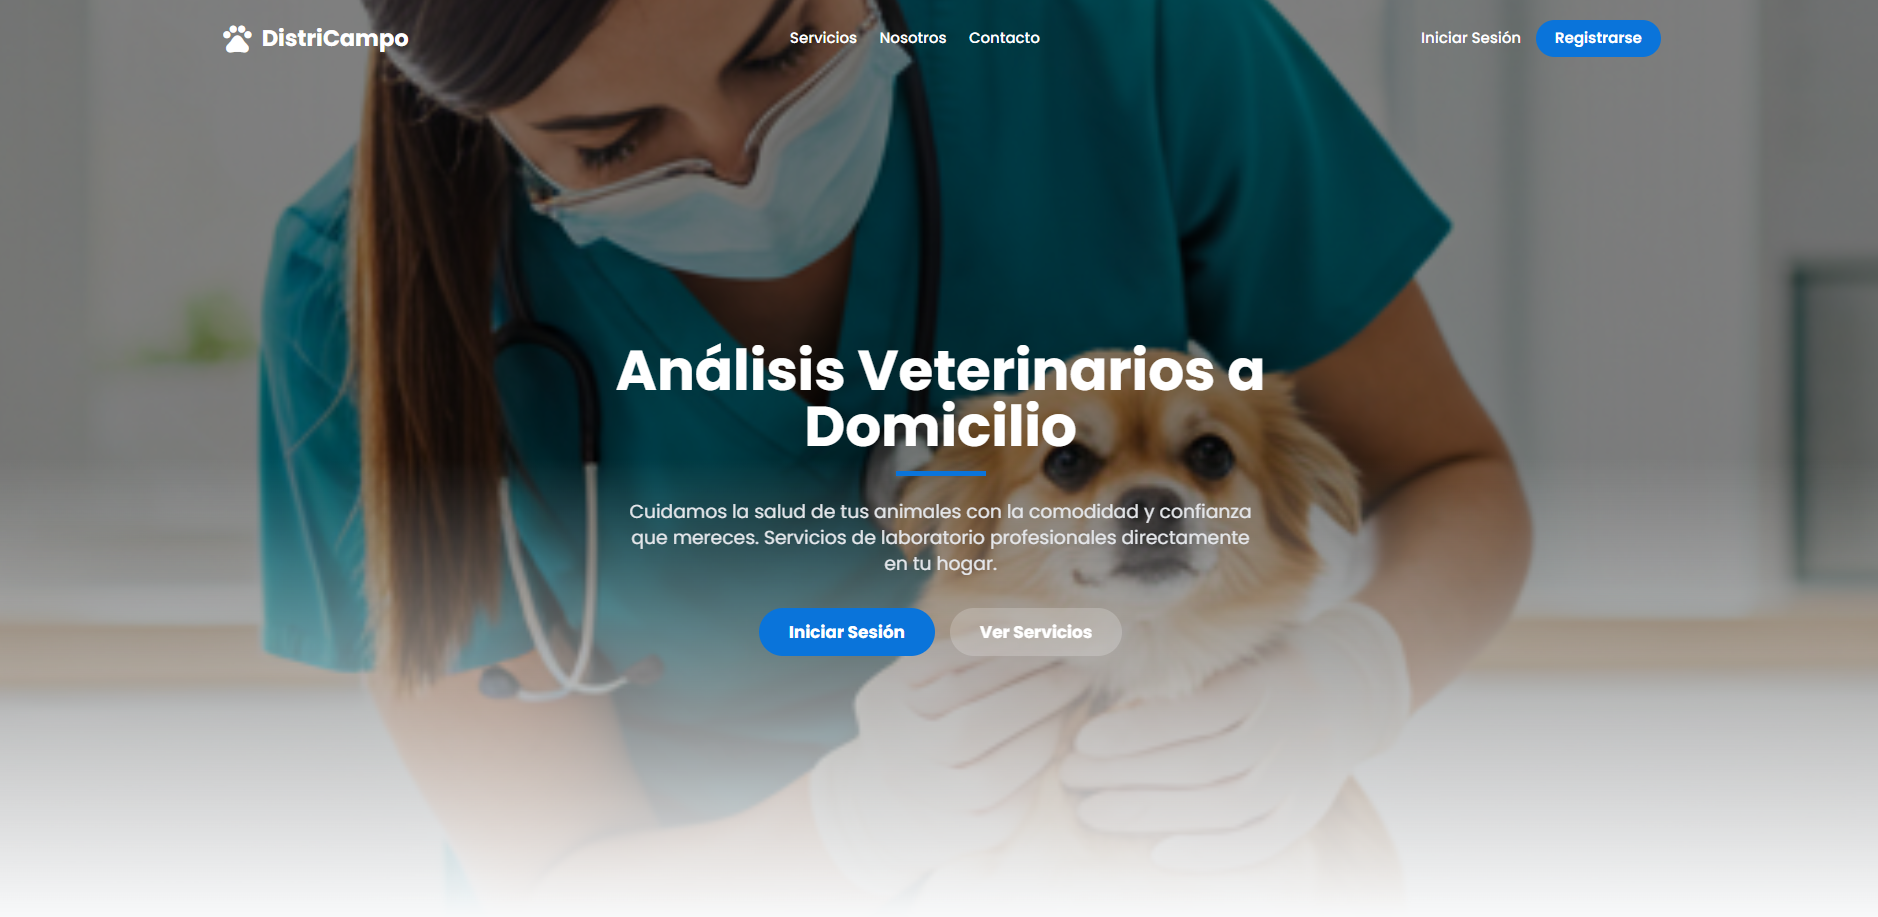 DistriCampo
Servicios
Nosotros
Contacto
Iniciar Sesión
Registrarse
Análisis Veterinarios a
Domicilio
Cuidamos la salud de tus animales con la comodidad y confianza
que mereces. Servicios de laboratorio profesionales directamente
en tu hogar.
Iniciar Sesión
Ver Servicios